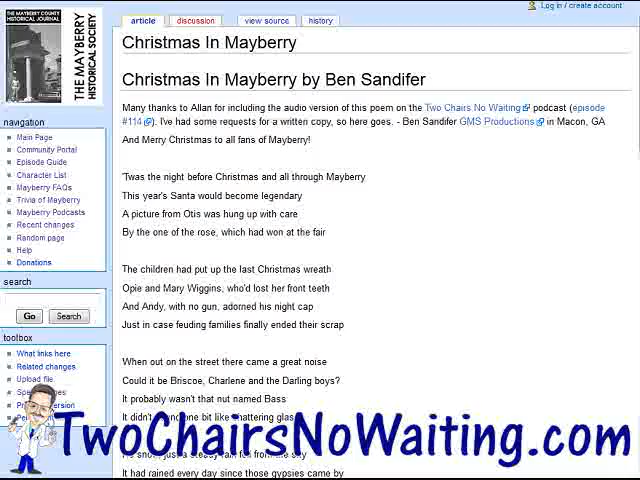 Log in / create account
article
discussion
view source
history
THE MAYBERRY COUNTY
HISTORICAL JOURNAL
THE MAYBERRY
HISTORICAL SOCIETY
Christmas In Mayberry
Christmas In Mayberry by Ben Sandifer
Many thanks to Allan for including the audio version of this poem on the Two Chairs No Waiting podcast (episode
#114). I've had some requests for a written copy, so here goes. - Ben Sandifer GMS Productions in Macon, GA
And Merry Christmas to all fans of Mayberry!
'Twas the night before Christmas and all through Mayberry
This year's Santa would become legendary
A picture from Otis was hung up with care
By the one of the rose, which had won at the fair
The children had put up the last Christmas wreath
Opie and Mary Wiggins, who'd lost her front teeth
And Andy, with no gun, adorned his night cap
Just in case feuding families finally ended their scrap
When out on the street there came a great noise
Could it be Briscoe, Charlene and the Darling boys?
It probably wasn't that nut named Bass
It didn't sound one bit like shattering glass
just a steady rain fell from the sky
It had rained every day since those gypsies came by
navigation
Main Page
Community Portal
Episode Guide
Character List
Mayberry FAQs
Trivia of Mayberry
Mayberry Podcasts
Recent changes
Random page
Help
Donations
search
Go
Search
toolbox
What links here
Related changes
Upload file
TwoChairsNoWaiting.com